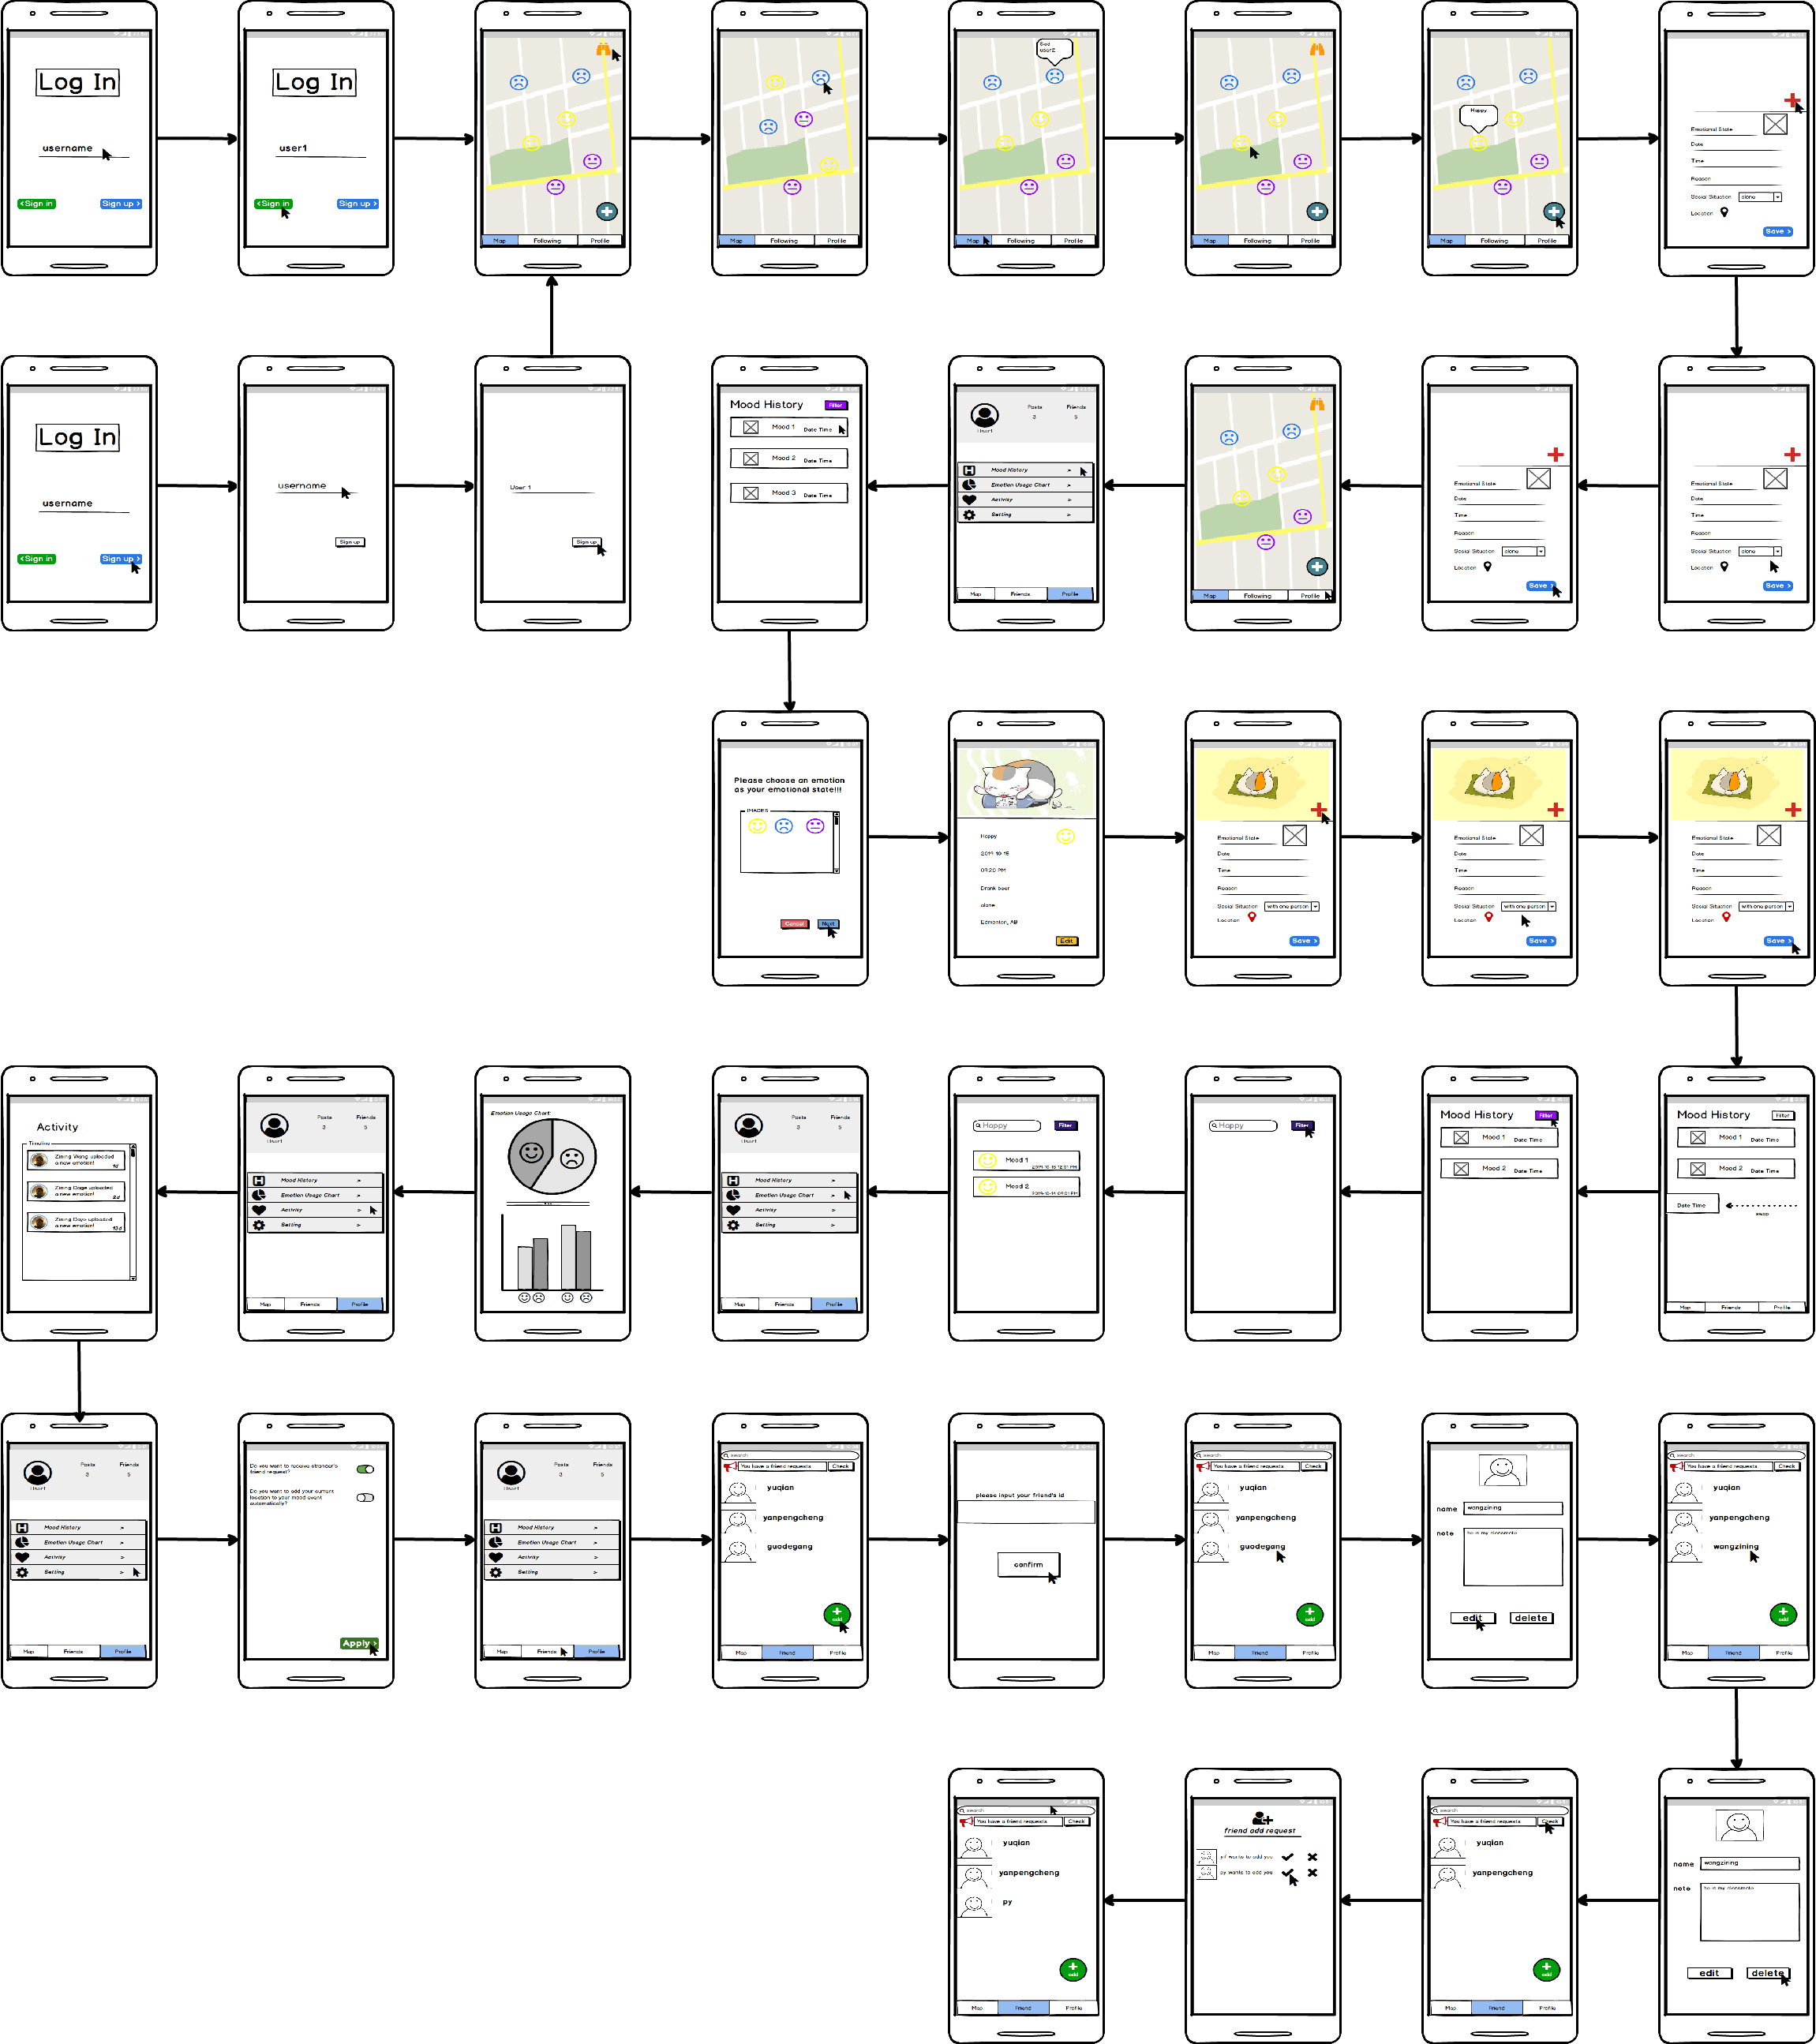 Log In
username
Sign in
Sign up
Log In
user1
Sign in
Sign up
Map Following Profile
Map Following Profile
Sad
user2
Map Following Profile
Map Following Profile
Happy
Map Following Profile
Emotional State
Date
Time
Reason
Social Situation alone
Location
Save >
Log In
username
Sign in
Sign up
username
Sign up
User 1
Sign up
Mood History Filter
Mood 1 Date Time
Mood 2 Date Time
Mood 3 Date Time
Posts Friends
3 5
User1
Mood History >
Emotion Usage Chart >
Activity >
Setting >
Map Friends Profile
Map Following Profile
Emotional State
Date
Time
Reason
Social Situation alone
Location
Save >
Emotional State
Date
Time
Reason
Social Situation alone
Location
Save >
Please choose an emotion
as your emotional state!!!
IMAGES
Cancel Next
Happy
2019-10-18
09:20 PM
Drank beer
alone
Edmonton, AB
Edit
Emotional State
Date
Time
Reason
Social Situation with one person
Location
Save >
Emotional State
Date
Time
Reason
Social Situation with one person
Location
Save >
Emotional State
Date
Time
Reason
Social Situation with one person
Location
Save >
Activity
Timeline
Zining Wang uploaded
a new emotion!
Zining Dage uploaded
a new emotion!
2d
Zining Daye uploaded
a new emotion!
Posts Friends
3 5
User1
Mood History >
Emotion Usage Chart >
Activity >
Setting >
Map Friends Profile
Emotion Usage Chart:
Posts Friends
3 5
User1
Mood History >
Emotion Usage Chart >
Activity >
Setting >
Map Friends Profile
Happy Filter
Mood 1
Mood 2
Happy Filter
Mood History Filter
Mood 1 Date Time
Mood 2 Date Time
Mood History Filter
Mood 1 Date Time
Mood 2 Date Time
Date Time
Map Friends Profile
Posts Friends
3 5
User1
Mood History >
Emotion Usage Chart >
Activity >
Setting >
Map Friends Profile
Do you want to receive stranger's
friend request?
Do you want to add your current
location to your mood event
automatically?
Apply >
Posts Friends
3 5
User1
Mood History >
Emotion Usage Chart >
Activity >
Setting >
Map Friends Profile
search
You have a friend requests Check
yuqian
yanpengcheng
guodegang
add
Map Friend Profile
please input your friend's id
confirm
search
You have a friend requests Check
yuqian
yanpengcheng
guodegang
add
Map Friend Profile
name wangzining
note he is my classmate
edit delete
search
You have a friend requests Check
yuqian
yanpengcheng
wangzining
add
Map Friend Profile
search
You have a friend requests Check
yuqian
yanpengcheng
py
add
Map Friend Profile
friend add request
wants to add you
py wants to add you
search
You have a friend requests Check
yuqian
yanpengcheng
add
Map Friend Profile
name wangzining
note he is my classmate
edit delete